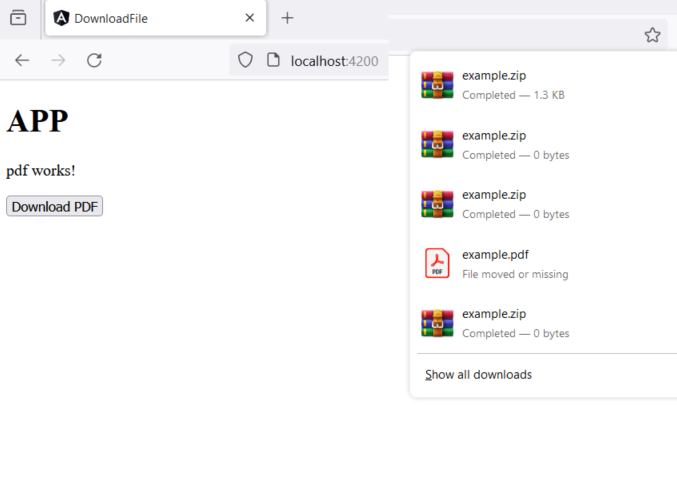 DownloadFile
localhost:4200
APP
pdf works!
Download PDF
example.zip
Completed — 1.3 KB
example.zip
Completed — 0 bytes
example.zip
Completed — 0 bytes
PDF
example.pdf
File moved or missing
example.zip
Completed — 0 bytes
Show all downloads